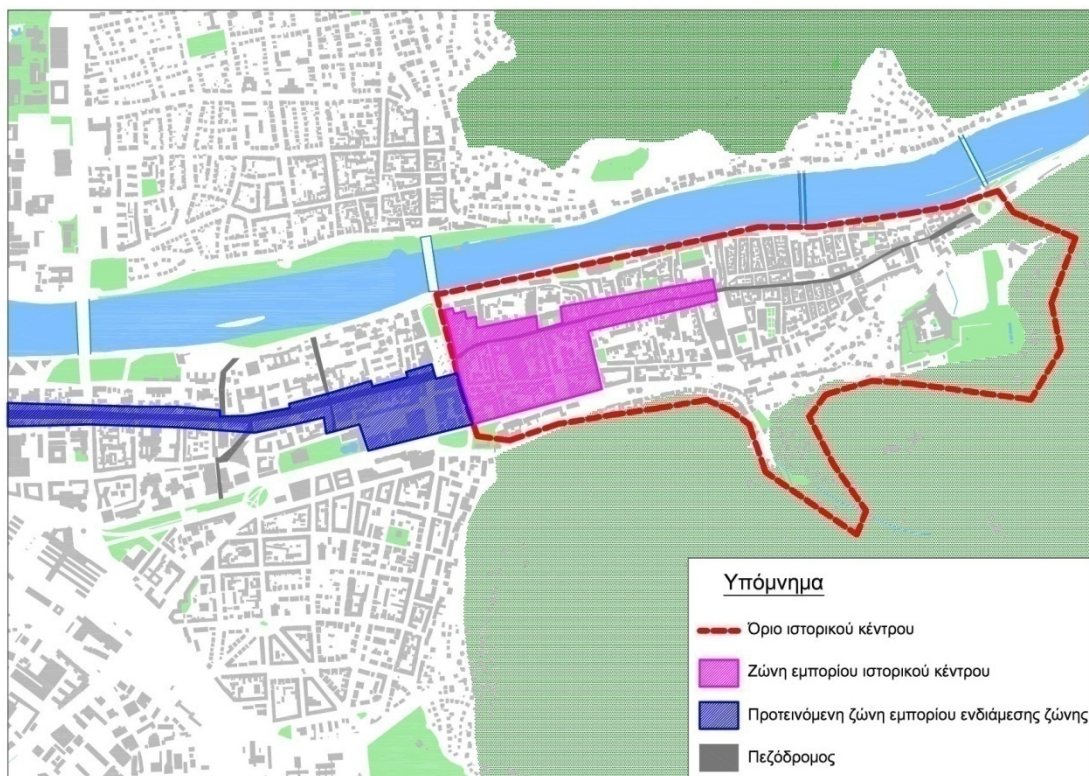 Υπόμνημα
Όριο ιστορικού κέντρου
Ζώνη εμπορίου ιστορικού κέντρου
Προτεινόμενη ζώνη εμπορίου ενδιάμεσης ζώνης
Πεζόδρομος